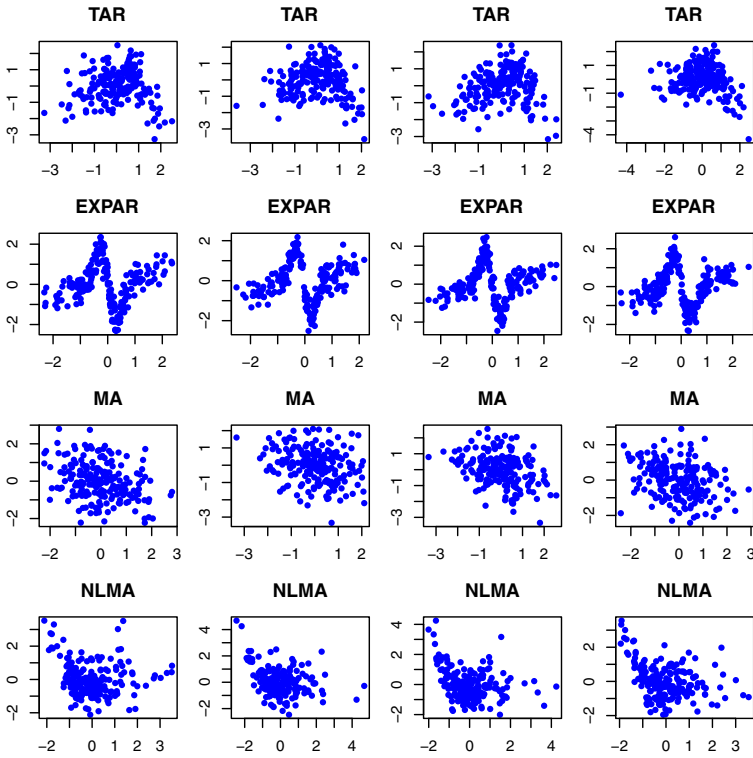 TAR TAR TAR TAR
1 1 1 1
−1 −1 −1 −1
−3 −3 −3 −4
−3 −1 0 1 2 −3 −1 1 2 −3 −1 1 2 −4 −2 0 2
EXPAR EXPAR EXPAR EXPAR
2 2 2 2
0 0 0 0
−2 −2 −2 −2
−2 0 1 2 −2 0 1 2 −2 0 1 2 −2 0 1 2
MA MA MA MA
2 1 1 2
0 −1 −1 0
−2 −3 −3 −2
−2 0 1 2 3 −3 −1 1 2 −3 −1 1 2 −2 0 1 2 3
NLMA NLMA NLMA NLMA
4 4
2 2 2 2
0 0 0 0
−2 −2 −2 −2
−2 0 1 2 3 −2 0 2 4 −2 0 2 4 −2 0 1 2 3